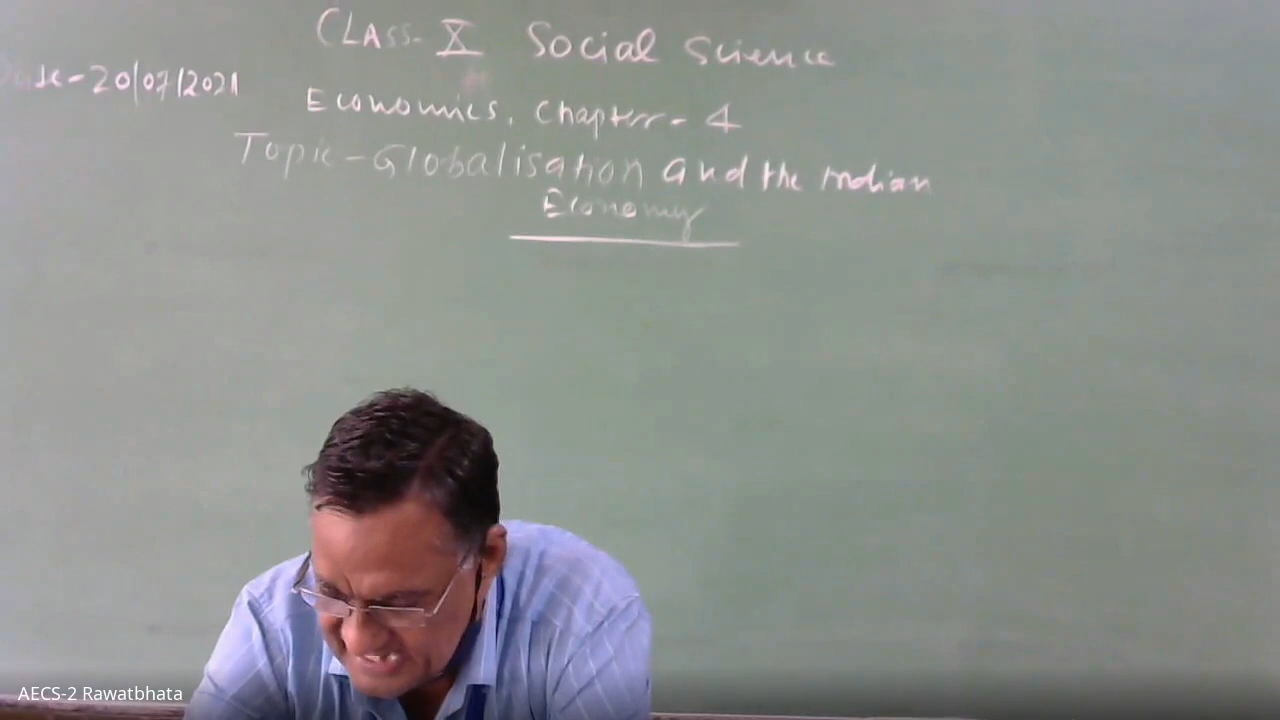 CLASS- X Social Science
Date-20/07/2021
Economics, Chapter- 4
Topic-Globalisation and the Indian
Economy
AECS-2 Rawatbhata